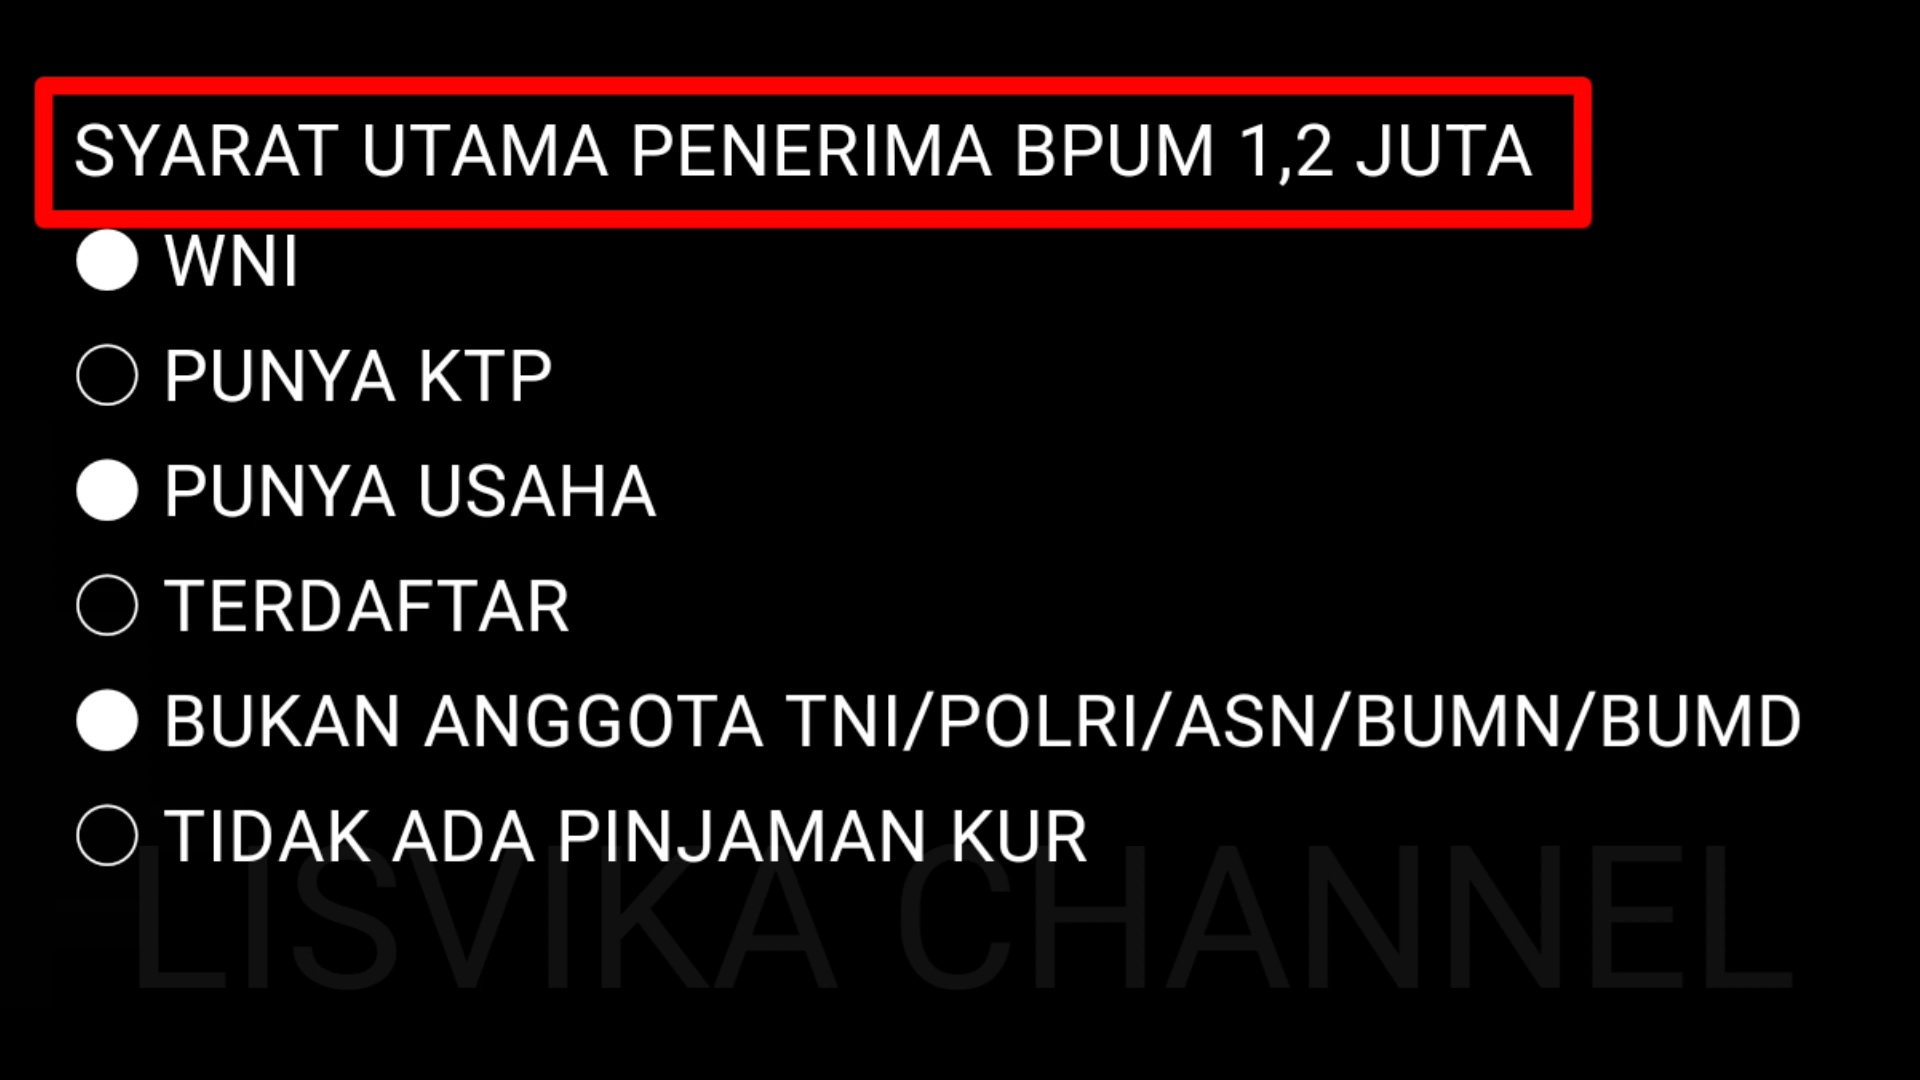 SYARAT UTAMA PENERIMA BPUM 1,2 JUTA
● WNI
○ PUNYA KTP
● PUNYA USAHA
○ TERDAFTAR
● BUKAN ANGGOTA TNI/POLRI/ASN/BUMN/BUMD
○ TIDAK ADA PINJAMAN KUR
LISVIKA CHANNEL